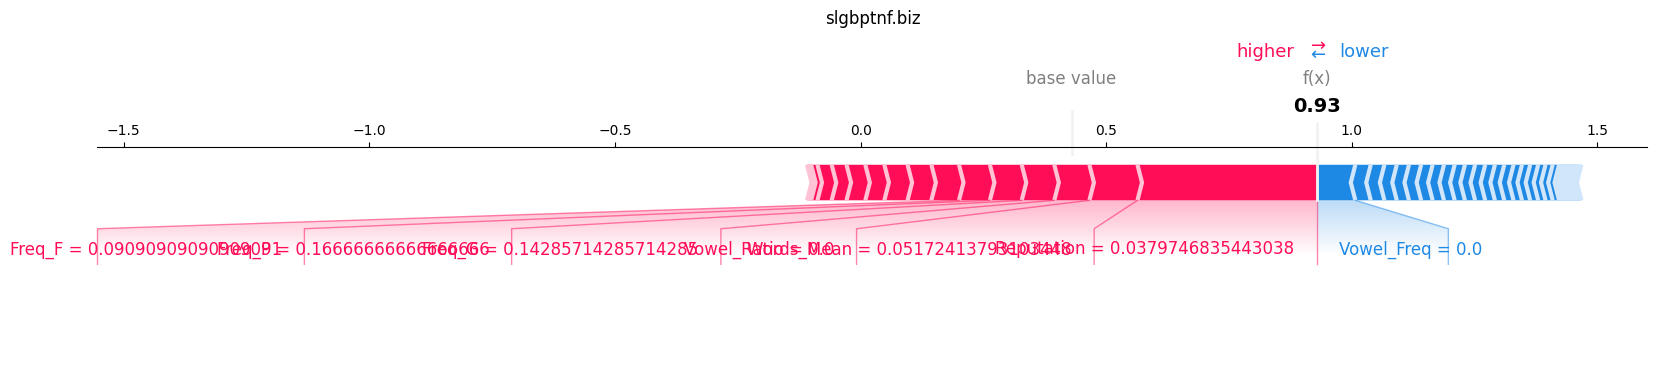 slgbptnf.biz
higher → ← lower
base value f(x)
0.93
−1.5 −1.0 −0.5 0.0 0.5 1.0 1.5
Freq_F = 0.09090909090909091 Freq_P = 0.16666666666666666 Freq_G = 0.14285714285714285 Vowel_Ratio = 0.0 Words_Mean = 0.05172413793103448 Reputation = 0.0379746835443038 Vowel_Freq = 0.0